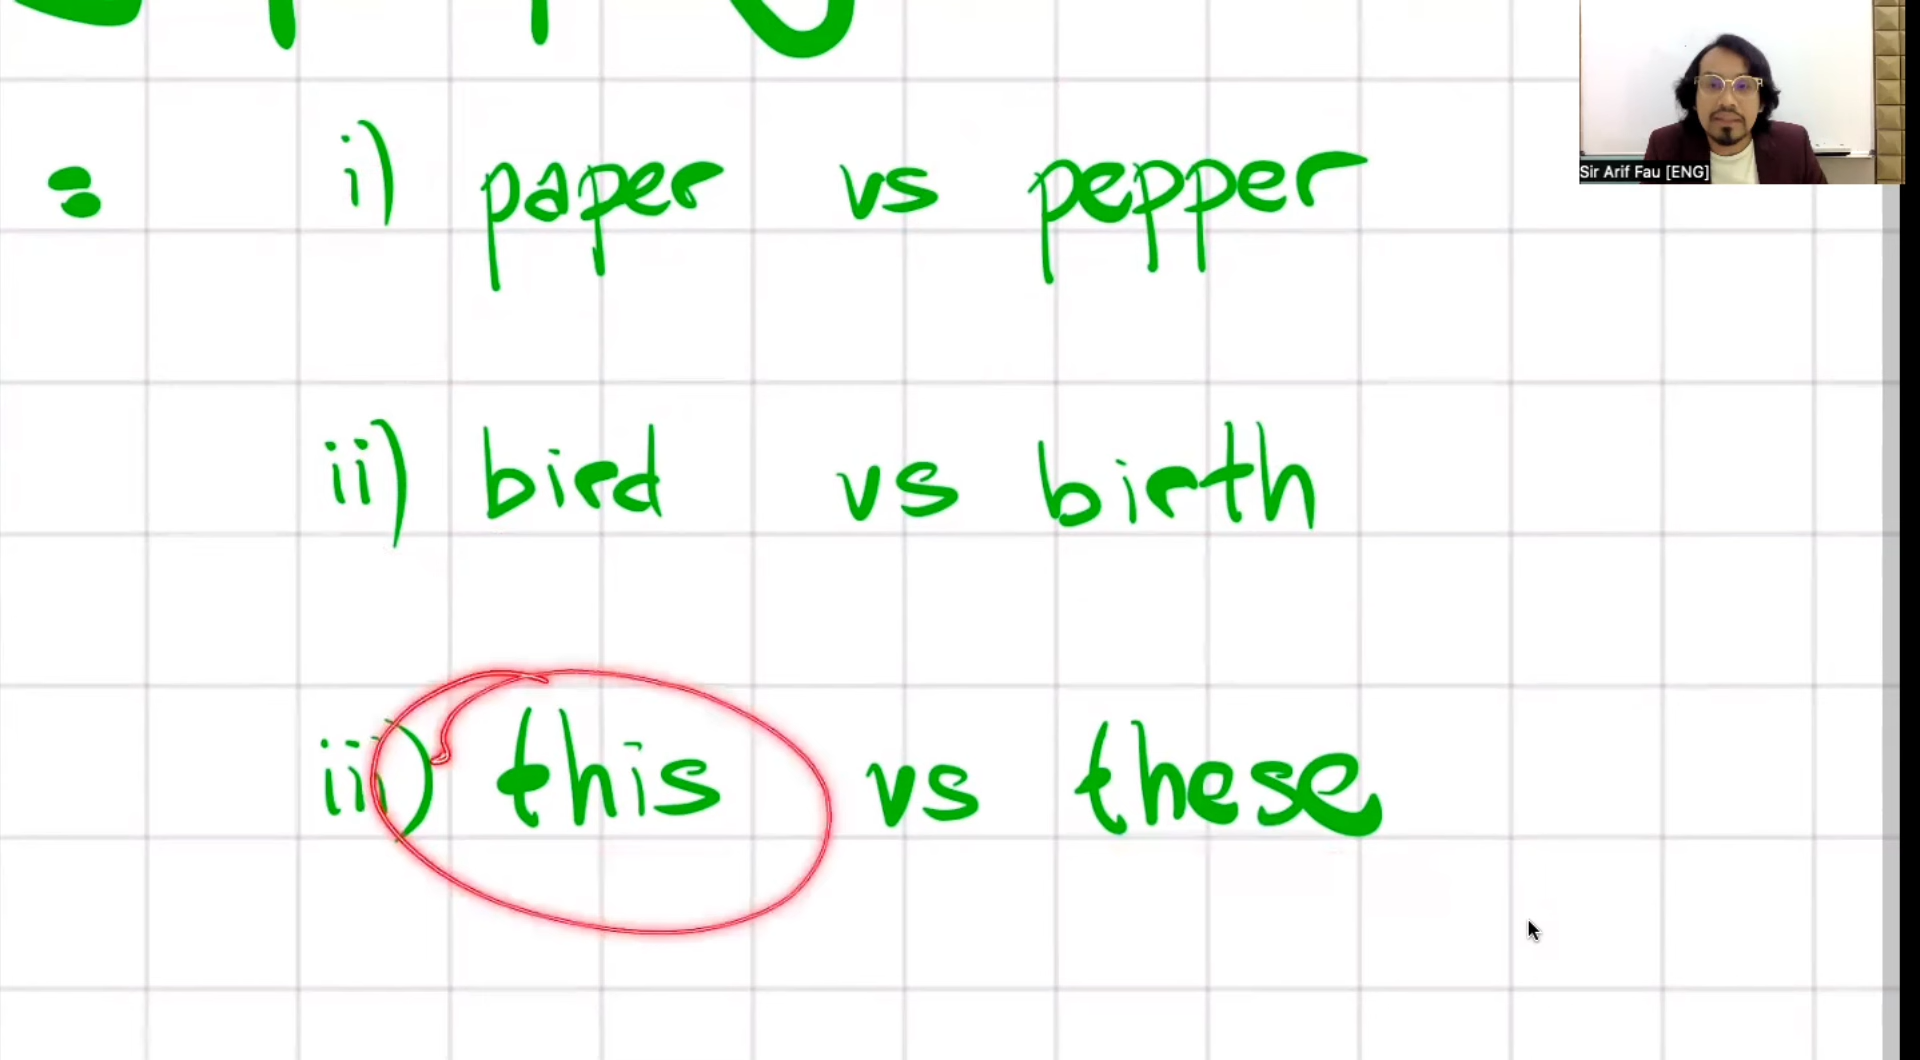 Sir Arif Fau [ENG]
i) paper vs pepper
ii) bird vs birth
iii) this vs these